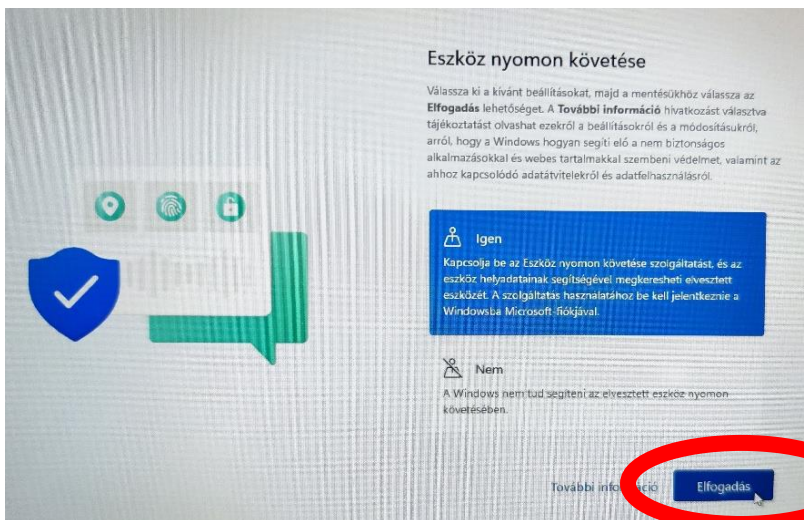 Eszköz nyomon követése
Válassza ki a kívánt beállításokat, majd a mentésükhöz válassza az
Elfogadás lehetőséget. A További információ hivatkozást választva
tájékoztatást olvashat ezekről a beállításokról és a módosításukról,
arról, hogy a Windows hogyan segíti elő a nem biztonságos
alkalmazásokkal és webes tartalmakkal szembeni védelmet, valamint az
ahhoz kapcsolódó adatátvitelekről és adatfelhasználásról.
Igen
Kapcsolja be az Eszköz nyomon követése szolgáltatást, és az
eszköz helyadatainak segítségével megkeresheti elvesztett
eszközét. A szolgáltatás használatához be kell jelentkeznie a
Windowsba Microsoft-fiókjával.
Nem
A Windows nem tud segíteni az elvesztett eszköz nyomon
követésében.
További információ
Elfogadás